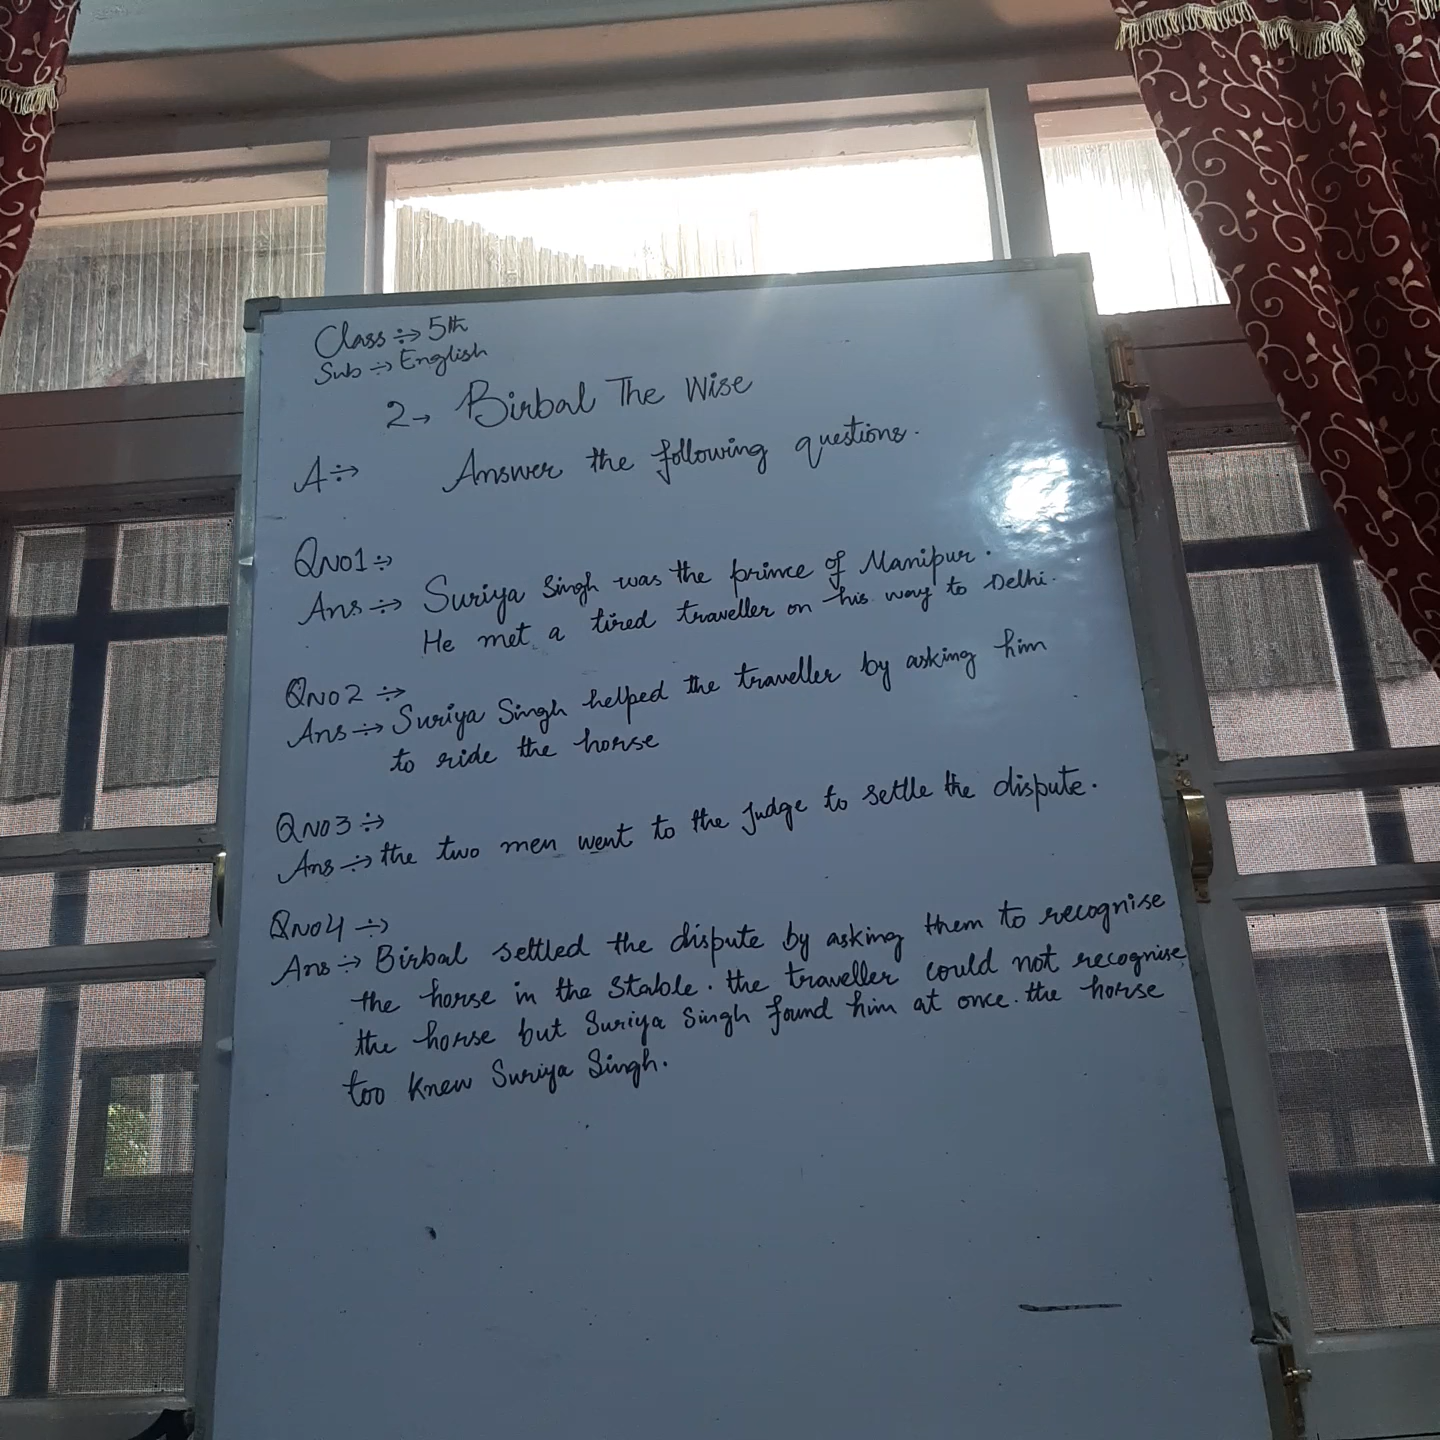 Class ÷> 5th
Sub ÷> English
2→ Birbal The Wise
A÷> Answer the following questions.
QNo1÷>
Ans ÷> Suriya Singh was the prince of Manipur.
He met a tired traveller on his way to Delhi.
QNo2 ÷>
Ans ÷> Suriya Singh helped the traveller by asking him
to ride the horse
QNo3 ÷>
Ans ÷> the two men went to the judge to settle the dispute.
QNo4 ÷>
Ans ÷> Birbal settled the dispute by asking them to recognise
the horse in the stable. the traveller could not recognise
the horse but Suriya Singh found him at once. the horse
too knew Suriya Singh.